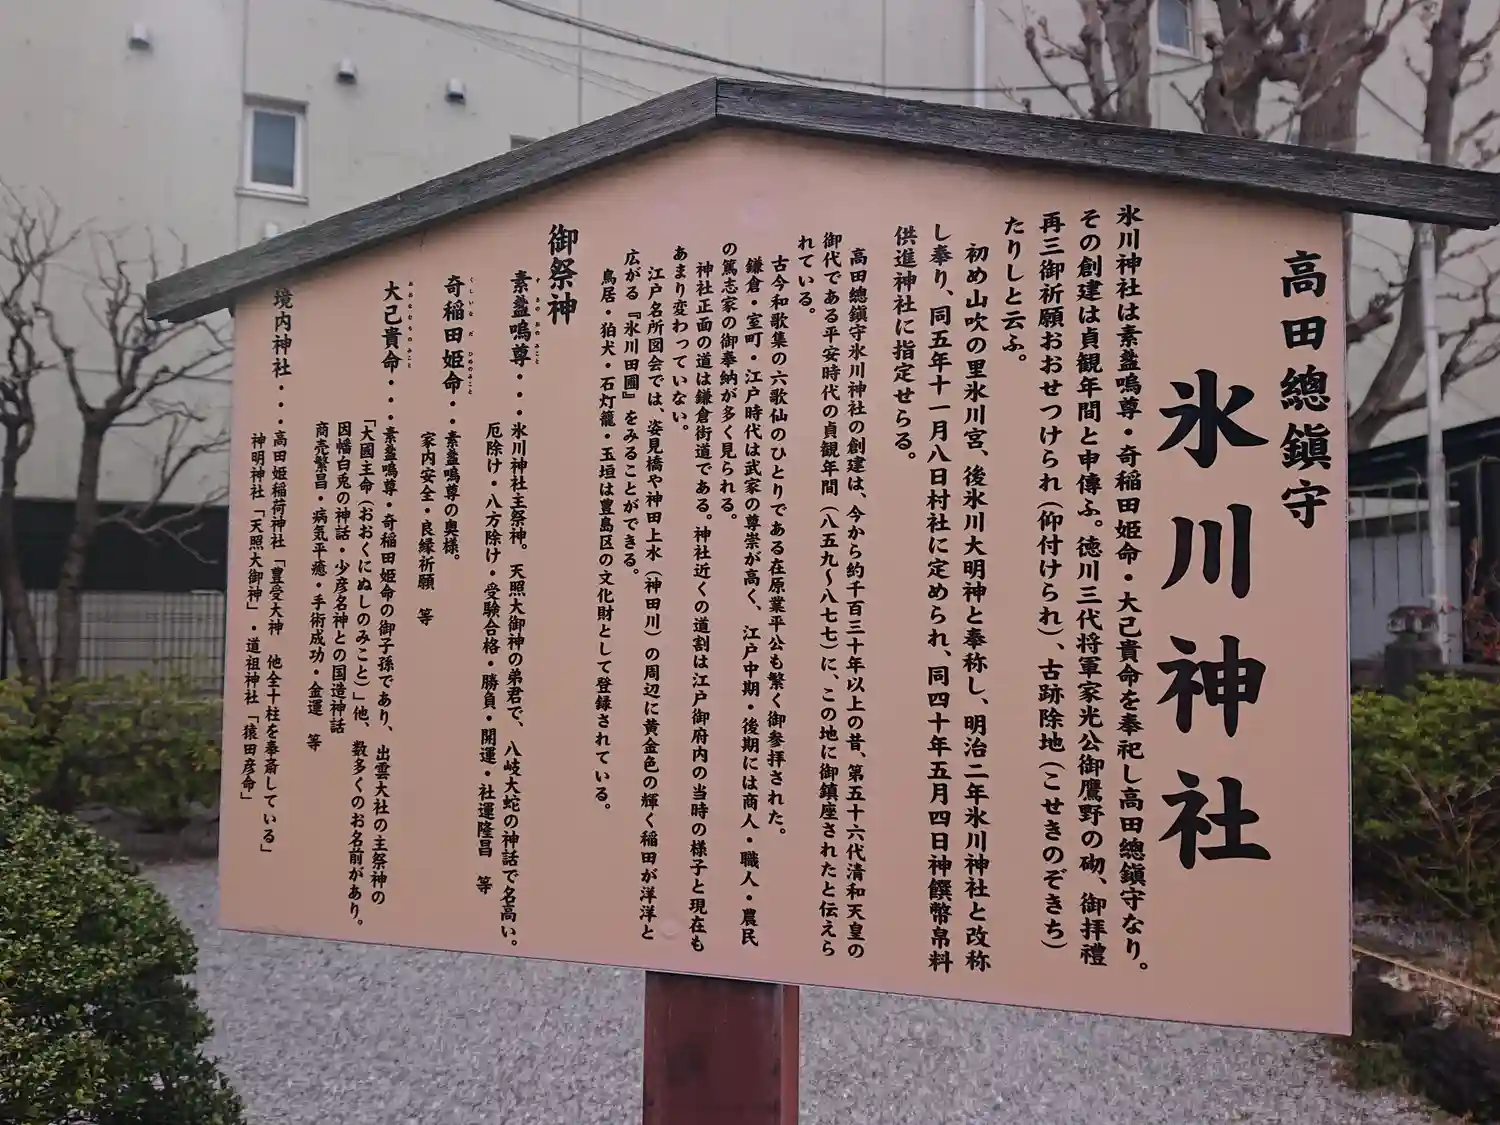 高田總鎭守
氷川神社
氷川神社は素盞嗚尊・奇稲田姫命・大己貴命を奉祀し高田總鎭守なり。
その創建は貞観年間と申傳ふ。徳川三代将軍家光公御鷹野の砌、御拝禮
再三御祈願おおせつけられ（仰付けられ）、古跡除地（こせきのぞきち）
たりしと云ふ。
初め山吹の里氷川宮、後氷川大明神と奉称し、明治二年氷川神社と改称
し奉り、同五年十一月八日村社に定められ、同四十年五月四日神饌幣帛料
供進神社に指定せらる。
高田總鎭守氷川神社の創建は、今から約千百三十年以上の昔、第五十六代清和天皇の
御代である平安時代の貞観年間（八五九〜八七七）に、この地に御鎮座されたと伝えら
れている。
古今和歌集の六歌仙のひとりである在原業平公も繁く御参拝された。
鎌倉・室町・江戸時代は武家の尊崇が高く、江戸中期・後期には商人・職人・農民
の篤志家の御奉納が多く見られる。
神社正面の道は鎌倉街道である。神社近くの道割は江戸御府内の当時の様子と現在も
あまり変わっていない。
江戸名所図会では、姿見橋や神田上水（神田川）の周辺に黄金色の輝く稲田が洋洋と
広がる『氷川田圃』をみることができる。
鳥居・狛犬・石灯籠・玉垣は豊島区の文化財として登録されている。
御祭神
素盞嗚尊・・・氷川神社主祭神。天照大御神の弟君で、八岐大蛇の神話で名高い。
厄除け・八方除け・受験合格・勝負・開運・社運隆昌　等
奇稲田姫命・・素盞嗚尊の奥様。
家内安全・良縁祈願　等
大己貴命・・・素盞嗚尊・奇稲田姫命の御子孫であり、出雲大社の主祭神の
「大國主命（おおくにぬしのみこと）」他、数多くのお名前があり。
因幡白兎の神話・少彦名神との国造神話
商売繁昌・病気平癒・手術成功・金運　等
境内神社・・・高田姫稲荷神社「豊受大神　他全十柱を奉斎している」
神明神社「天照大御神」・道祖神社「猿田彦命」